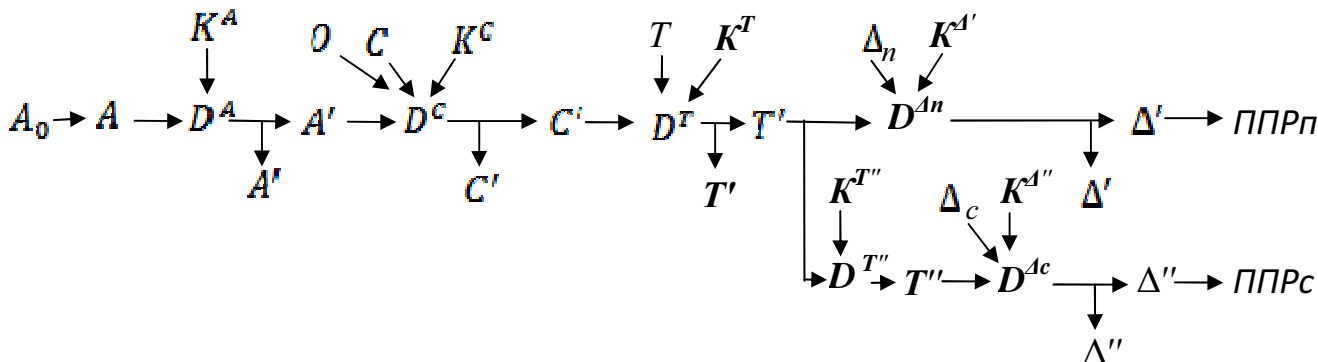 K^A O C K^C T K^T Δ_n K^Δ'
A_0 A D^A A' D^C C' D^T T' D^Δn Δ' ППРп
A' C' T' Δ'
K^T'' Δ_c K^Δ''
D^T'' T'' D^Δc Δ'' ППРс
Δ''